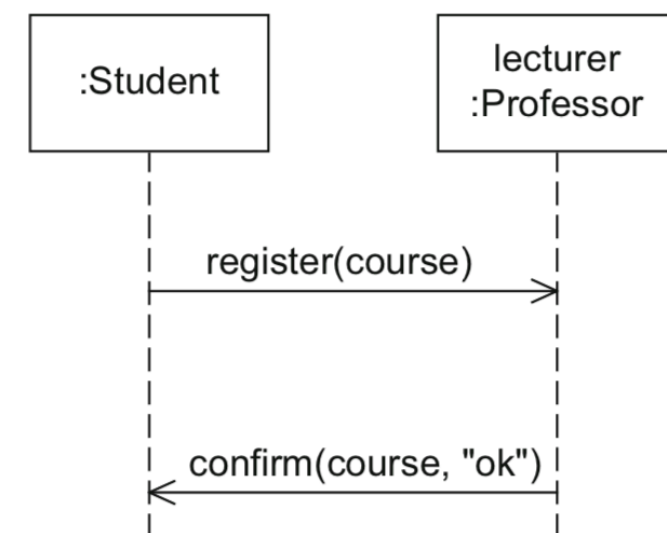 :Student
lecturer
:Professor
register(course)
confirm(course, "ok")